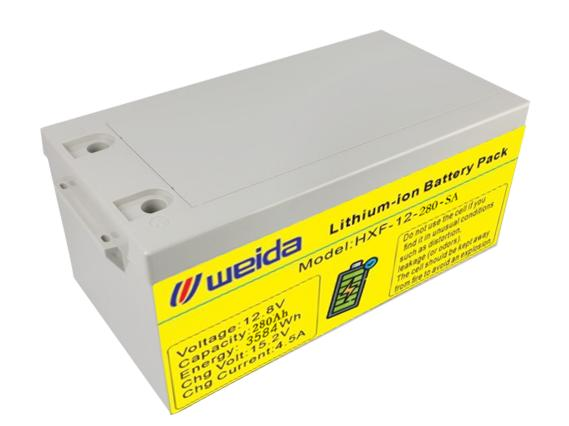 weida
Lithium-ion Battery Pack
Model:HXF-12-280-SA
Voltage:12.8V
Capacity:280Ah
Energy: 3584Wh
Chg Volt:15.2V
Chg Current:4.5A
Do not use the cell if you
find it in unusual conditions
such as distortion,
leakage (or odors).
The cell should be kept away
from fire to avoid an explosion